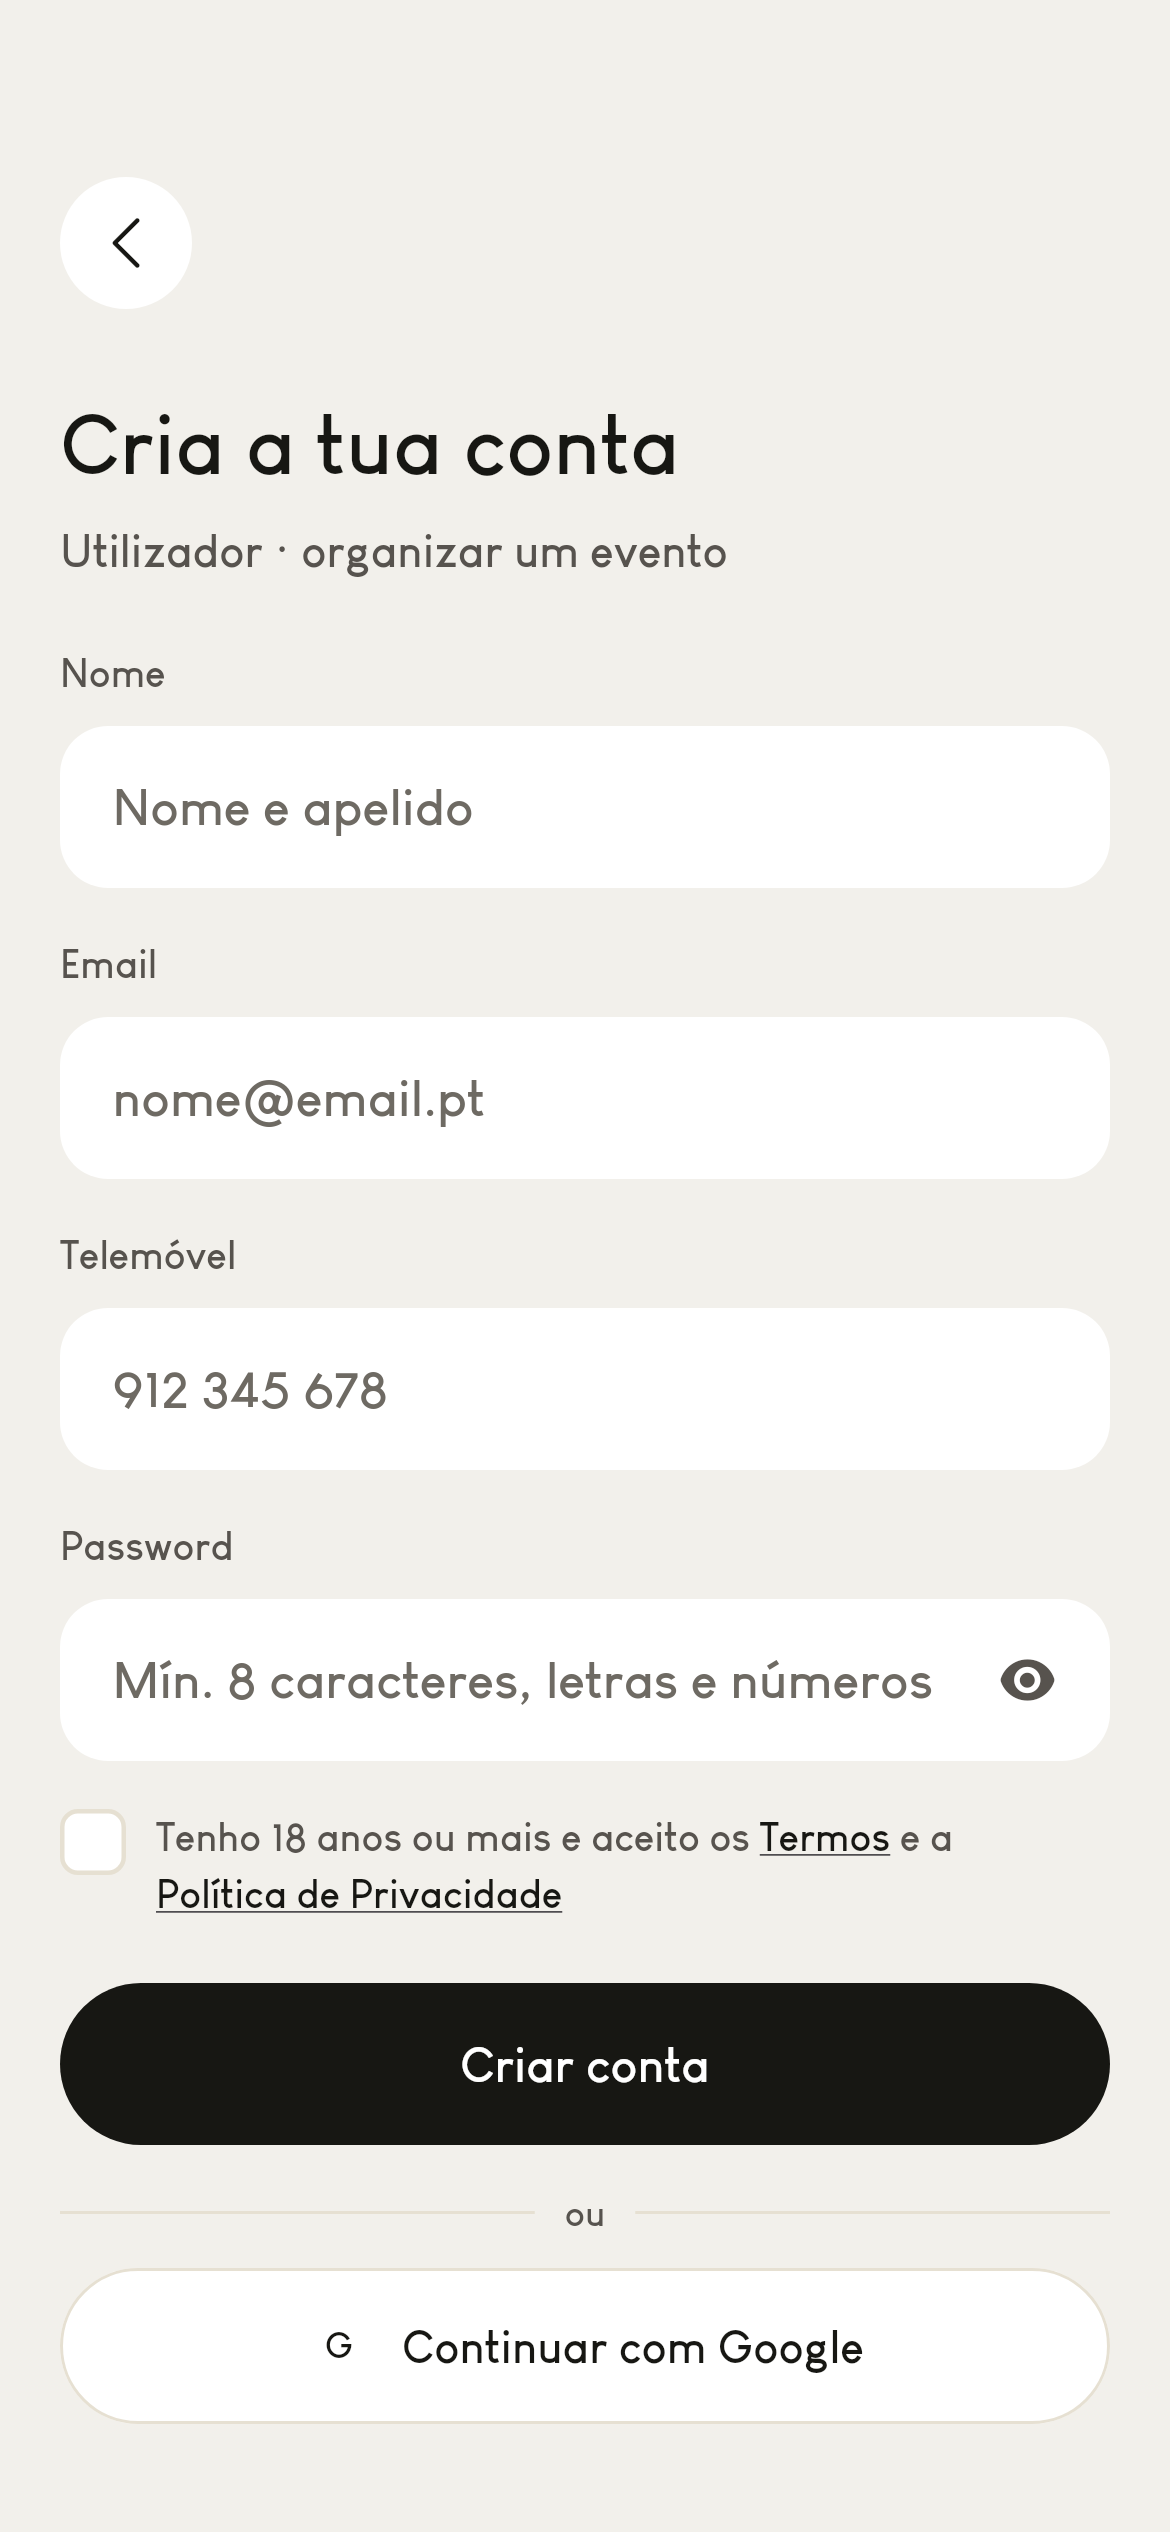 Cria a tua conta
Utilizador · organizar um evento
Nome
Nome e apelido
Email
nome@email.pt
Telemóvel
912 345 678
Password
Mín. 8 caracteres, letras e números
Tenho 18 anos ou mais e aceito os Termos e a
Política de Privacidade
Criar conta
ou
G Continuar com Google